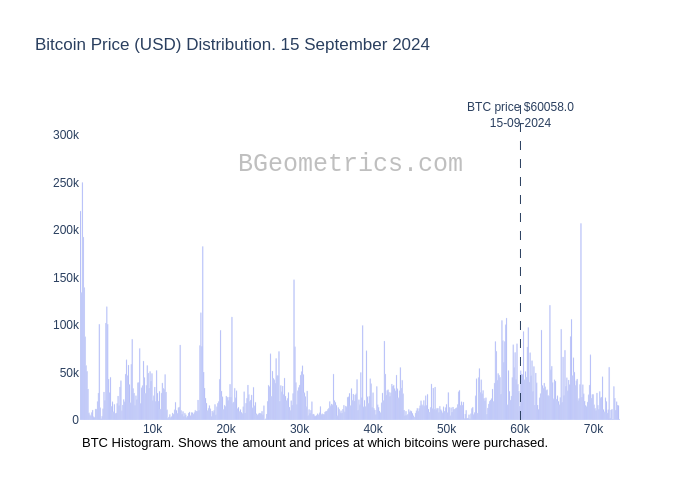 Bitcoin Price (USD) Distribution. 15 September 2024
BTC price $60058.0
15-09-2024
300k
BGeometrics.com
250k
200k
150k
100k
50k
0
10k 20k 30k 40k 50k 60k 70k
BTC Histogram. Shows the amount and prices at which bitcoins were purchased.